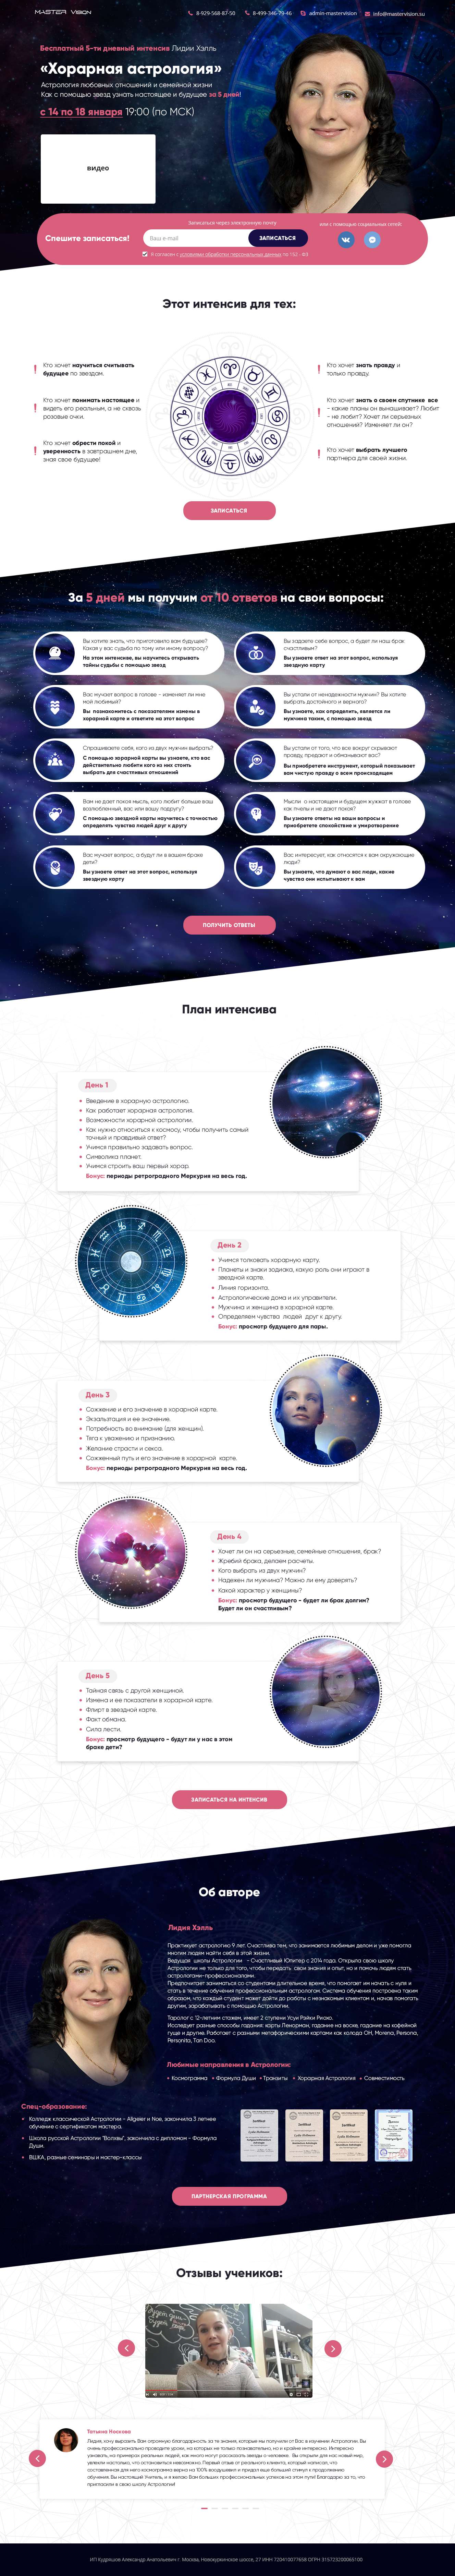 MASTER VISION
8-929-568-87-50
8-499-346-79-46
admin-mastervision
info@mastervision.su
Бесплатный 5-ти дневный интенсив Лидии Хэлль
«Хорарная астрология»
Астрология любовных отношений и семейной жизни
Как с помощью звезд узнать настоящее и будущее за 5 дней!
с 14 по 18 января 19:00 (по МСК)
видео
Спешите записаться!
Записаться через электронную почту
Ваш e-mail
ЗАПИСАТЬСЯ
Я согласен с условиями обработки персональных данных по 152 - ФЗ
или с помощью социальных сетей:
Этот интенсив для тех:
Кто хочет научиться считывать
будущее по звездам.
Кто хочет понимать настоящее и
видеть его реальным, а не сквозь
розовые очки.
Кто хочет обрести покой и
уверенность в завтрашнем дне,
зная свое будущее!
Кто хочет знать правду и
только правду.
Кто хочет знать о своем спутнике все
- какие планы он вынашивает? Любит
- не любит? Хочет ли серьезных
отношений? Изменяет ли он?
Кто хочет выбрать лучшего
партнера для своей жизни.
ЗАПИСАТЬСЯ
За 5 дней мы получим от 10 ответов на свои вопросы:
Вы хотите знать, что приготовило вам будущее?
Какая у вас судьба по тому или иному вопросу?
На этом интенсиве, вы научитесь открывать
тайны судьбы с помощью звезд
Вы задаете себе вопрос, а будет ли наш брак
счастливым?
Вы узнаете ответ на этот вопрос, используя
звездную карту
Вас мучает вопрос в голове - изменяет ли мне
мой любимый?
Вы познакомитесь с показателями измены в
хорарной карте и ответите на этот вопрос
Вы устали от ненадежности мужчин? Вы хотите
выбрать достойного и верного?
Вы узнаете, как определить, является ли
мужчина таким, с помощью звезд
Спрашиваете себя, кого из двух мужчин выбрать?
С помощью хорарной карты вы узнаете, кто вас
действительно любит и кого из них стоить
выбрать для счастливых отношений
Вы устали от того, что все вокруг скрывают
правду, предают и обманывают вас?
Вы приобретете инструмент, который показывает
вам чистую правду о всем происходящем
Вам не дает покоя мысль, кого любит больше ваш
возлюбленный, вас или вашу подругу?
С помощью звездной карты научитесь с точностью
определять чувства людей друг к другу
Мысли о настоящем и будущем жужжат в голове
как пчелы и не дают покоя?
Вы узнаете ответы на ваши вопросы и
приобретете спокойствие и умиротворение
Вас мучает вопрос, а будут ли в вашем браке
дети?
Вы узнаете ответ на этот вопрос, используя
звездную карту
Вас интересует, как относятся к вам окружающие
люди?
Вы узнаете, что думают о вас люди, какие
чувства они испытывают к вам
ПОЛУЧИТЬ ОТВЕТЫ
План интенсива
День 1
Введение в хорарную астрологию.
Как работает хорарная астрология.
Возможности хорарной астрологии.
Как нужно относиться к космосу, чтобы получить самый
точный и правдивый ответ?
Учимся правильно задавать вопрос.
Символика планет.
Учимся строить ваш первый хорар.
Бонус: периоды ретроградного Меркурия на весь год.
День 2
Учимся толковать хорарную карту.
Планеты и знаки зодиака, какую роль они играют в
звездной карте.
Линия горизонта.
Астрологические дома и их управители.
Мужчина и женщина в хорарной карте.
Определяем чувства людей друг к другу.
Бонус: просмотр будущего для пары.
День 3
Сожжение и его значение в хорарной карте.
Экзальтация и ее значение.
Потребность во внимание (для женщин).
Тяга к уважению и признанию.
Желание страсти и секса.
Сожженный путь и его значение в хорарной карте.
Бонус: периоды ретроградного Меркурия на весь год.
День 4
Хочет ли он на серьезные, семейные отношения, брак?
Жребий брака, делаем расчеты.
Кого выбрать из двух мужчин?
Надежен ли мужчина? Можно ли ему доверять?
Какой характер у женщины?
Бонус: просмотр будущего - будет ли брак долгим?
Будет ли он счастливым?
День 5
Тайная связь с другой женщиной.
Измена и ее показатели в хорарной карте.
Флирт в звездной карте.
Факт обмана.
Сила лести.
Бонус: просмотр будущего - будут ли у нас в этом
браке дети?
ЗАПИСАТЬСЯ НА ИНТЕНСИВ
Об авторе
Лидия Хэлль
Практикует астрологию 9 лет. Счастлива тем, что занимается любимым делом и уже помогла
многим людям найти себя в этой жизни.
Ведущая школы Астрологии - Счастливый Юпитер с 2014 года. Открыла свою школу
Астрологии не только для того, чтобы передать свои знания и опыт, но и помочь людям стать
астрологами-профессионалами.
Предпочитает заниматься со студентами длительное время, что помогает им начать с нуля и
стать в течение обучения профессиональным астрологом. Система обучения построена таким
образом, что каждый студент может дойти до работы с незнакомым клиентом и, начав помогать
другим, зарабатывать с помощью Астрологии.
Таролог с 12-летним стажем, имеет 2 ступени Усуи Рэйки Риохо.
Исследует разные способы гадания: карты Ленорман, гадание на воске, гадание на кофейной
гуще и другие. Работает с разными метафорическими картами как колода OH, Morena, Persona,
Personita, Tan Doo.
Любимые направления в Астрологии:
Космограмма
Формула Души
Транзиты
Хорарная Астрология
Совместимость
Спец-образование:
Колледж классической Астрологии - Allgeier и Noe, закончила 3 летнее
обучение с сертификатом мастера.
Школа русской Астрологии "Волявы", закончила с дипломом - Формула
Души.
ВШКА, разные семинары и мастер-классы
ПАРТНЕРСКАЯ ПРОГРАММА
Отзывы учеников:
Татьяна Носкова
Лидия, хочу выразить Вам огромную благодарность за те знания, которые мы получили от Вас в изучении Астрологии. Вы
очень профессионально проводите уроки, на которых не только познавательно, но и крайне интересно. Интересно
узнавать, на примерах реальных людей, как много могут рассказать звезды о человеке. Вы открыли для нас новый мир,
увлекли настолько, что остановиться невозможно. Первый отзыв от реального клиента, который сказал, что
составленная для него космограмма верна на 100% воодушевил и придал еще больший стимул к продолжению
обучения. Вы настоящий Учитель, и я желаю Вам больших профессиональных успехов на этом пути! Благодарю за то, что
пригласили в свою школу Астрологии!
ИП Кудряшов Александр Анатольевич г. Москва, Новокуркинское шоссе, 27 ИНН 720410077658 ОГРН 315723200065100